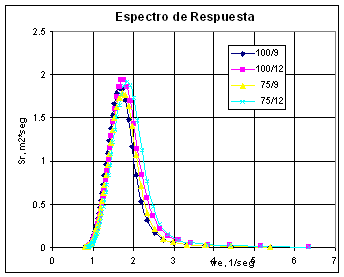 Espectro de Respuesta
2.5
2
1.5
1
0.5
0
Sr, m2*seg
100/9
100/12
75/9
75/12
0 1 2 3 4 5 6 7
we, 1/seg